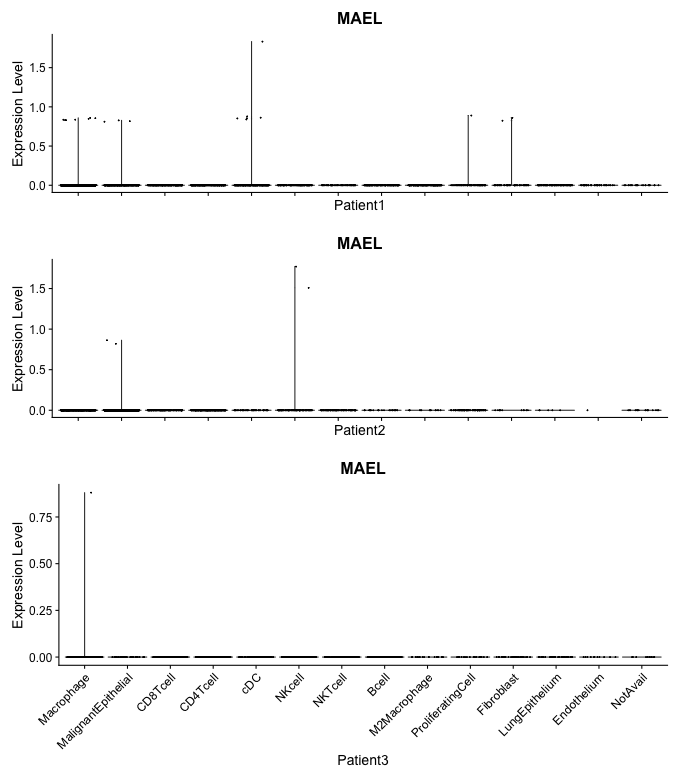 MAEL
Expression Level
1.5
1.0
0.5
0.0
Patient1
MAEL
Expression Level
1.5
1.0
0.5
0.0
Patient2
MAEL
Expression Level
0.75
0.50
0.25
0.00
Macrophage
MalignantEpithelial
CD8Tcell
CD4Tcell
cDC
NKcell
NKTcell
Bcell
M2Macrophage
ProliferatingCell
Fibroblast
LungEpithelium
Endothelium
NotAvail
Patient3